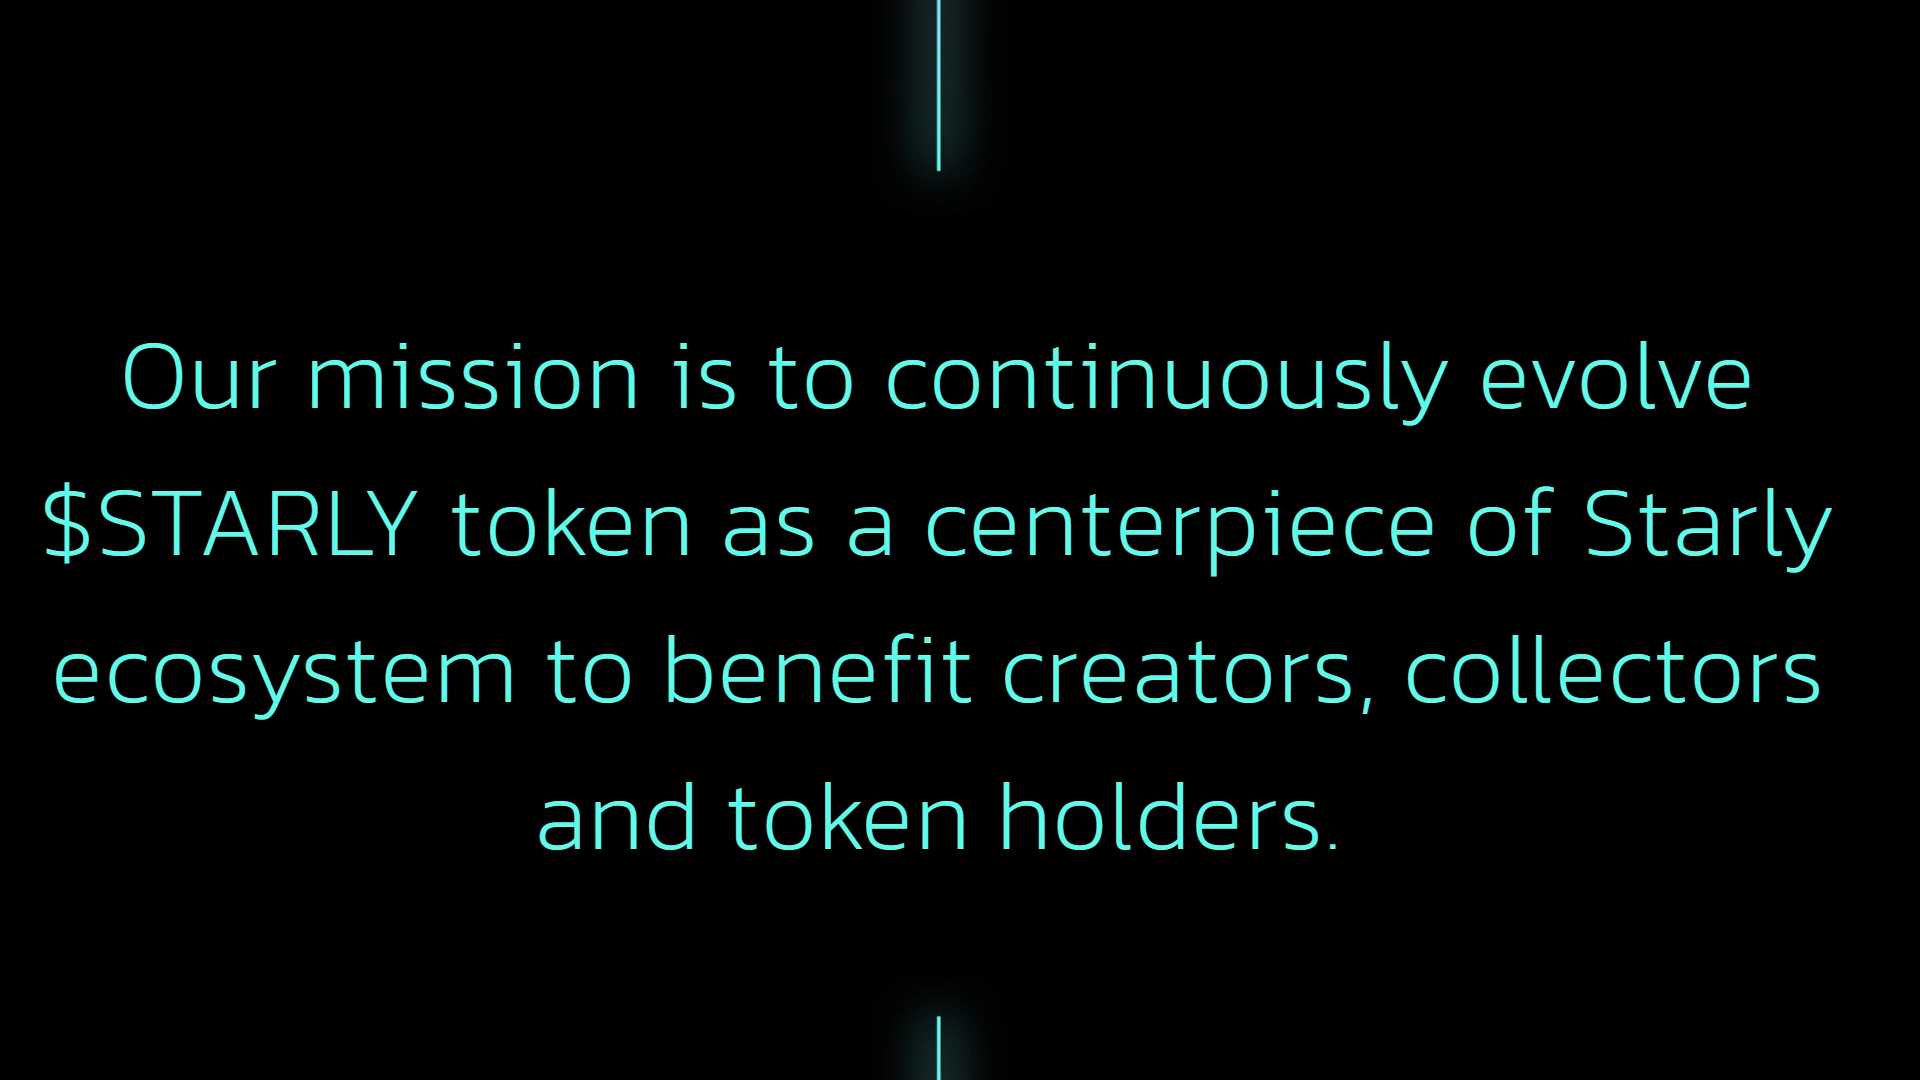 Our mission is to continuously evolve
$STARLY token as a centerpiece of Starly
ecosystem to benefit creators, collectors
and token holders.